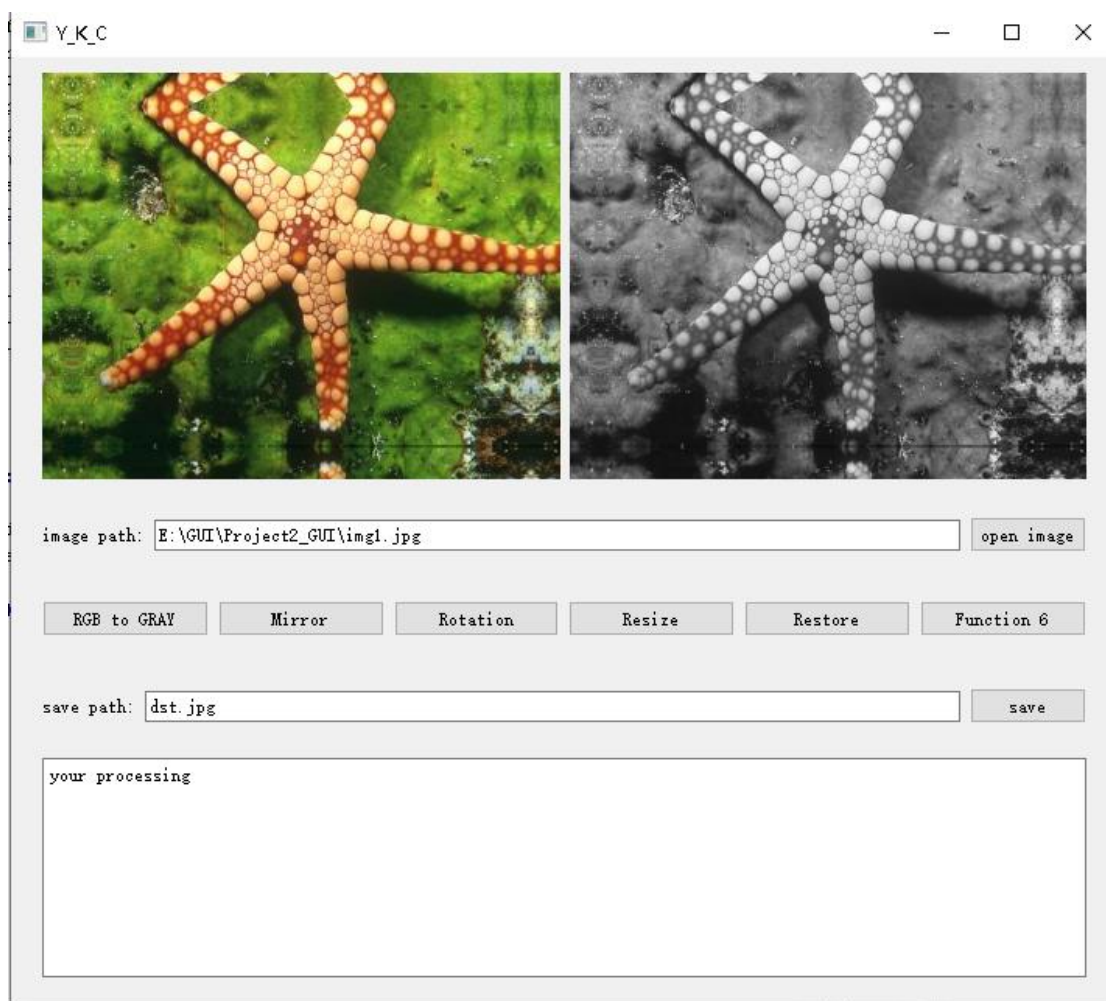 Y_K_C
image path: E:\GUI\Project2_GUI\img1.jpg open image
RGB to GRAY Mirror Rotation Resize Restore Function 6
save path: dst.jpg save
your processing